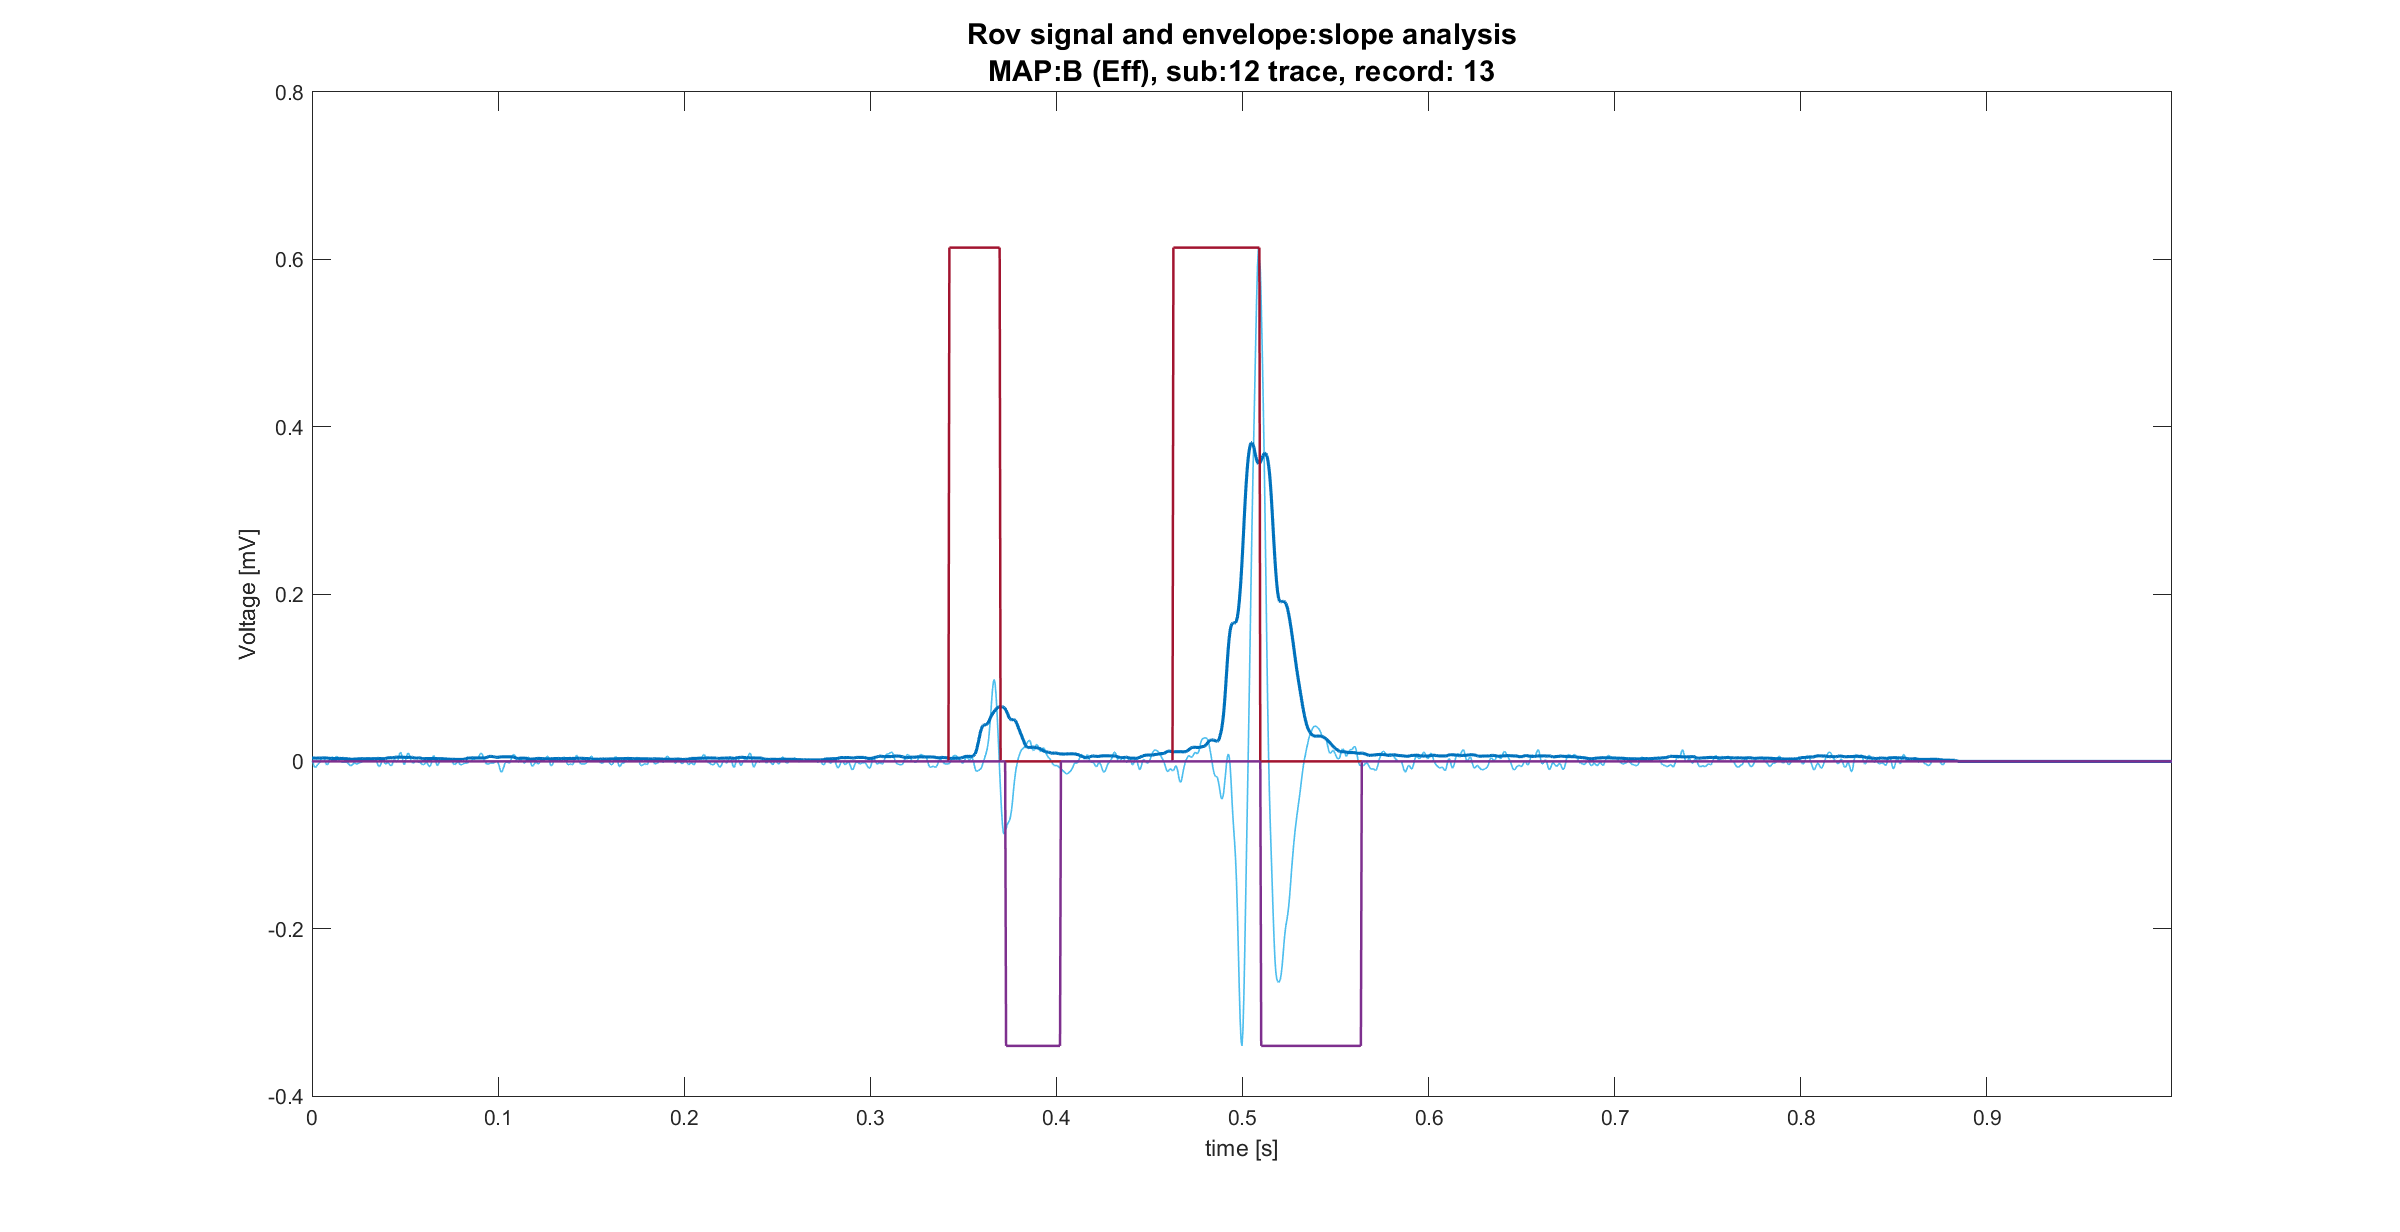 Rov signal and envelope:slope analysis
MAP:B (Eff), sub:12 trace, record: 13
0.8
0.6
0.4
0.2
0
-0.2
-0.4
Voltage [mV]
0 0.1 0.2 0.3 0.4 0.5 0.6 0.7 0.8 0.9
time [s]